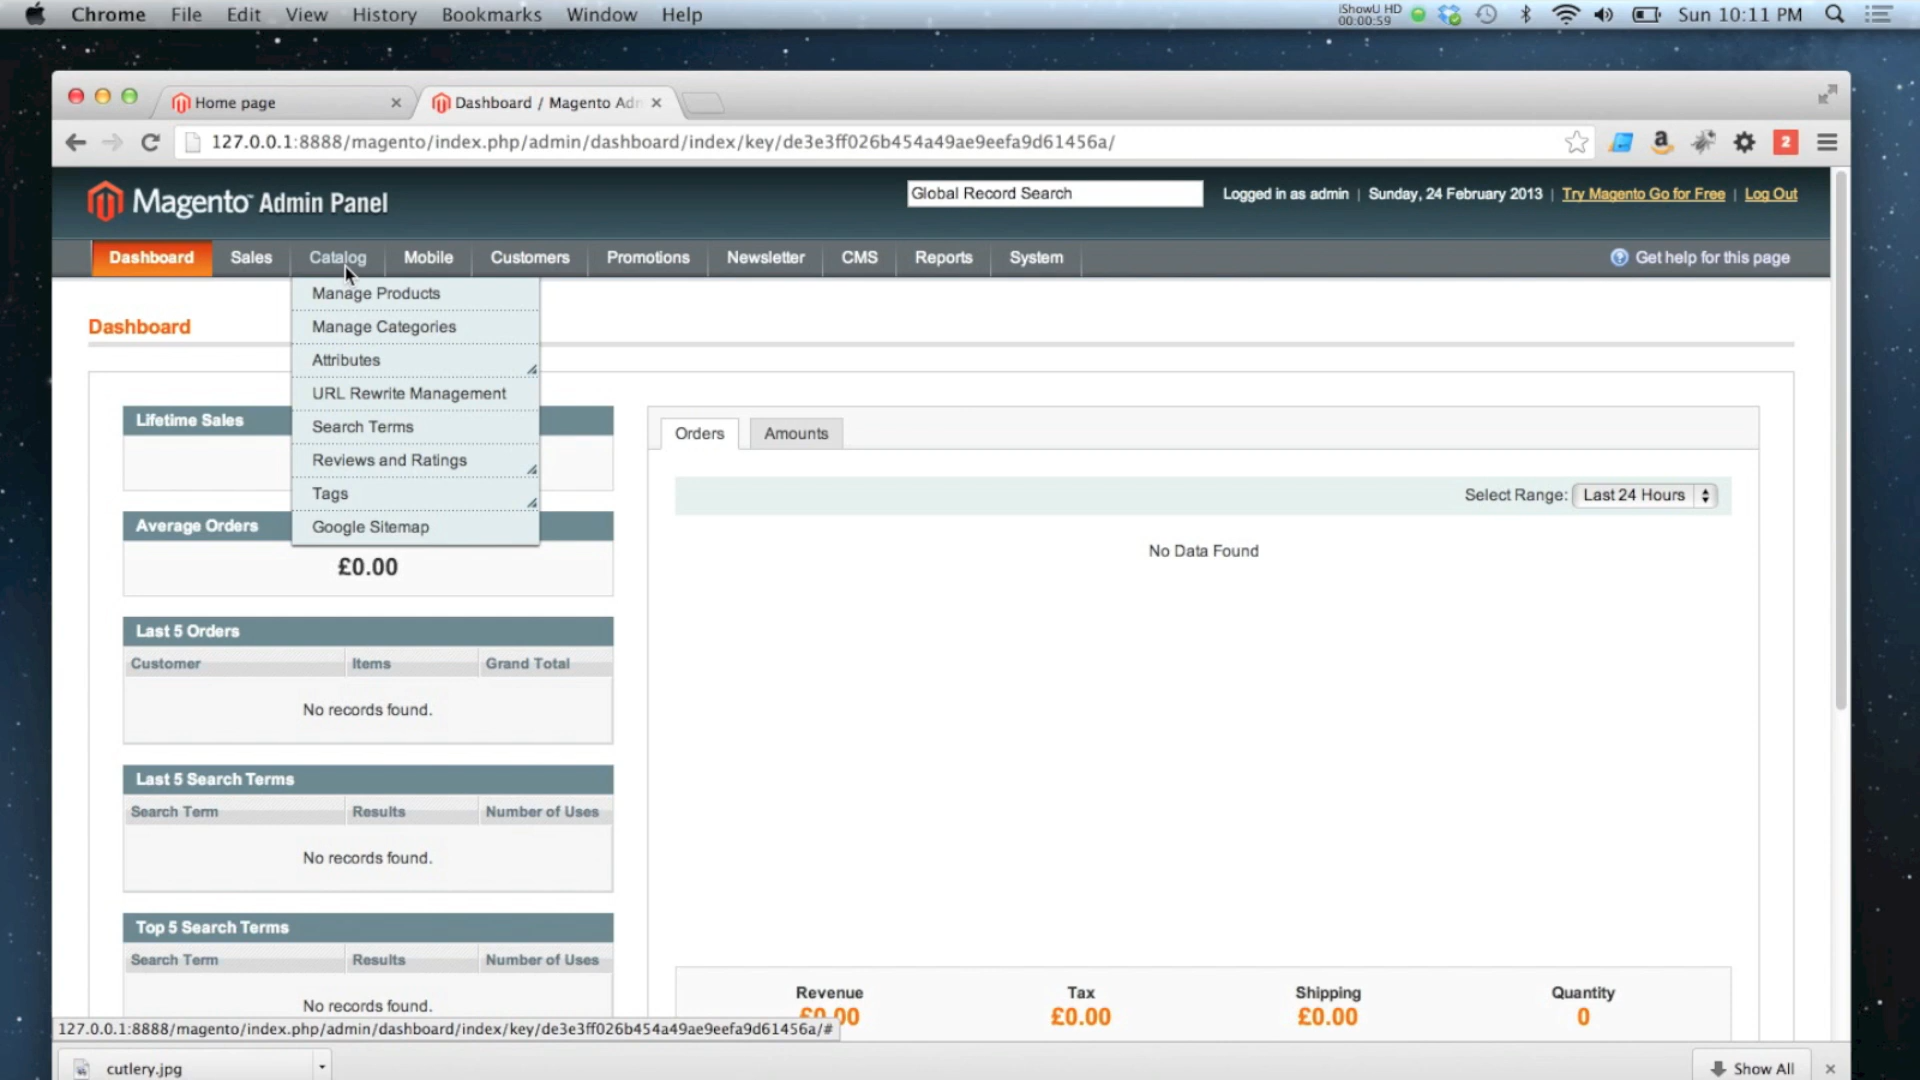 Chrome File Edit View History Bookmarks Window Help
iShowU HD
00:00:59
Sun 10:11 PM
Home page
Dashboard / Magento Adn
127.0.0.1:8888/magento/index.php/admin/dashboard/index/key/de3e3ff026b454a49ae9eefa9d61456a/
2
Magento Admin Panel
Global Record Search
Logged in as admin | Sunday, 24 February 2013 | Try Magento Go for Free | Log Out
Dashboard Sales Catalog Mobile Customers Promotions Newsletter CMS Reports System
Get help for this page
Manage Products
Manage Categories
Attributes
URL Rewrite Management
Search Terms
Reviews and Ratings
Tags
Google Sitemap
Dashboard
Lifetime Sales
Average Orders
£0.00
Last 5 Orders
Customer Items Grand Total
No records found.
Last 5 Search Terms
Search Term Results Number of Uses
No records found.
Top 5 Search Terms
Search Term Results Number of Uses
No records found.
Orders Amounts
Select Range: Last 24 Hours
No Data Found
Revenue Tax Shipping Quantity
£0.00 £0.00 £0.00 0
127.0.0.1:8888/magento/index.php/admin/dashboard/index/key/de3e3ff026b454a49ae9eefa9d61456a/#
cutlery.jpg
Show All